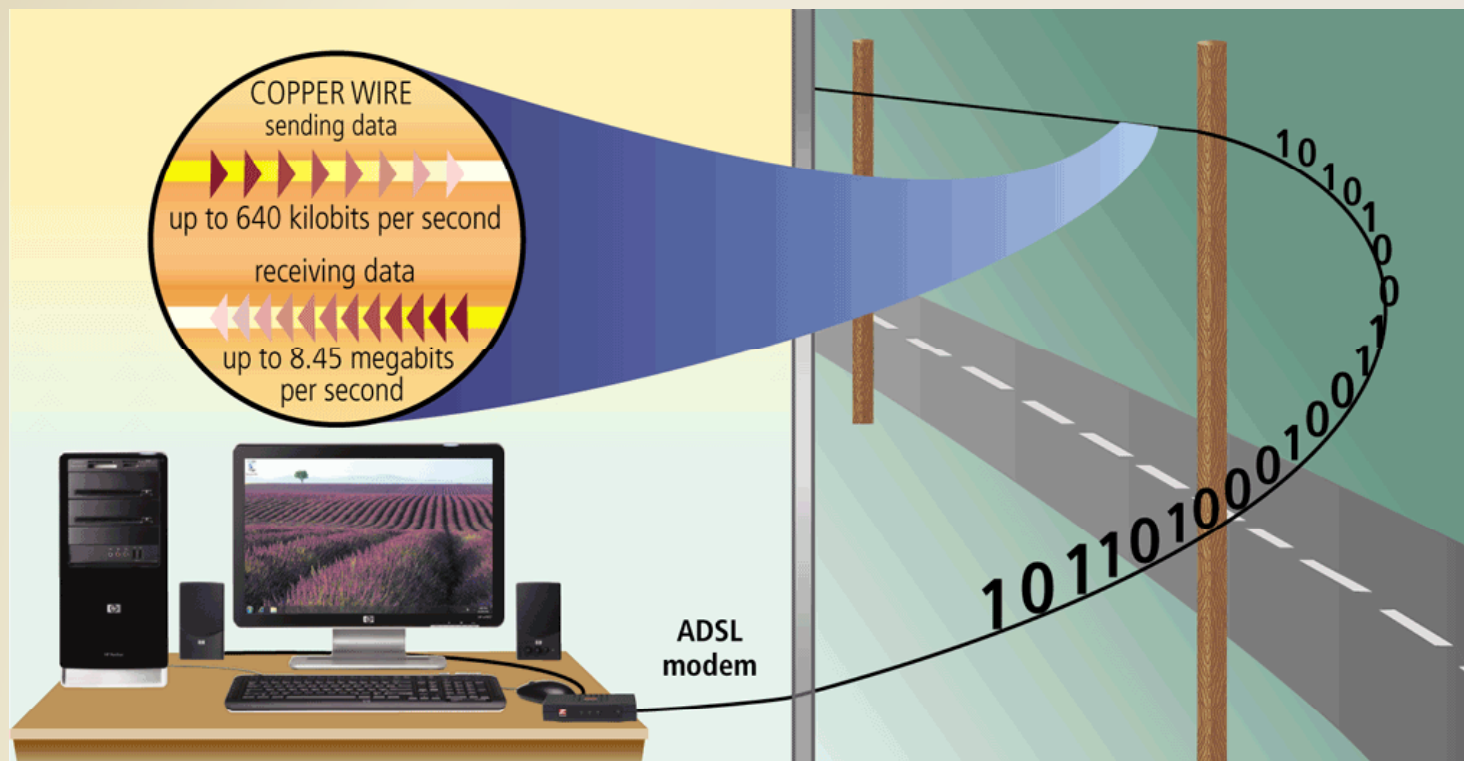 COPPER WIRE
sending data
up to 640 kilobits per second
receiving data
up to 8.45 megabits
per second
ADSL
modem
1010100111001000101101